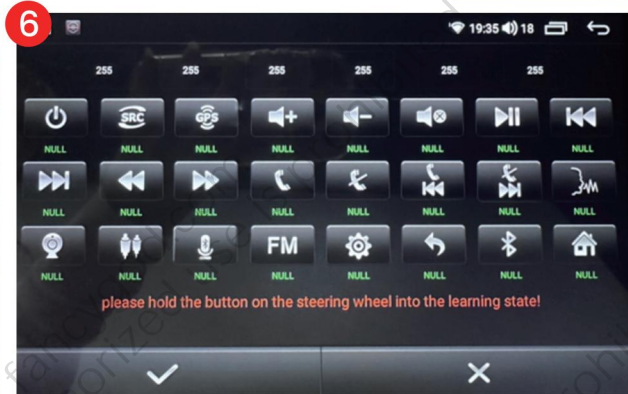 6
19:35 18
255 255 255 255 255 255
SRC GPS
NULL NULL NULL NULL NULL NULL NULL NULL
NULL NULL NULL NULL NULL NULL NULL NULL
FM
NULL NULL NULL NULL NULL NULL NULL NULL
please hold the button on the steering wheel into the learning state!